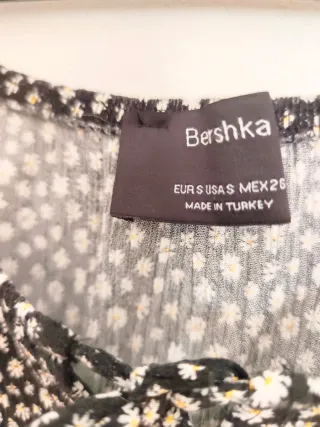 Bershka
EUR S USA S MEX 26
MADE IN TURKEY